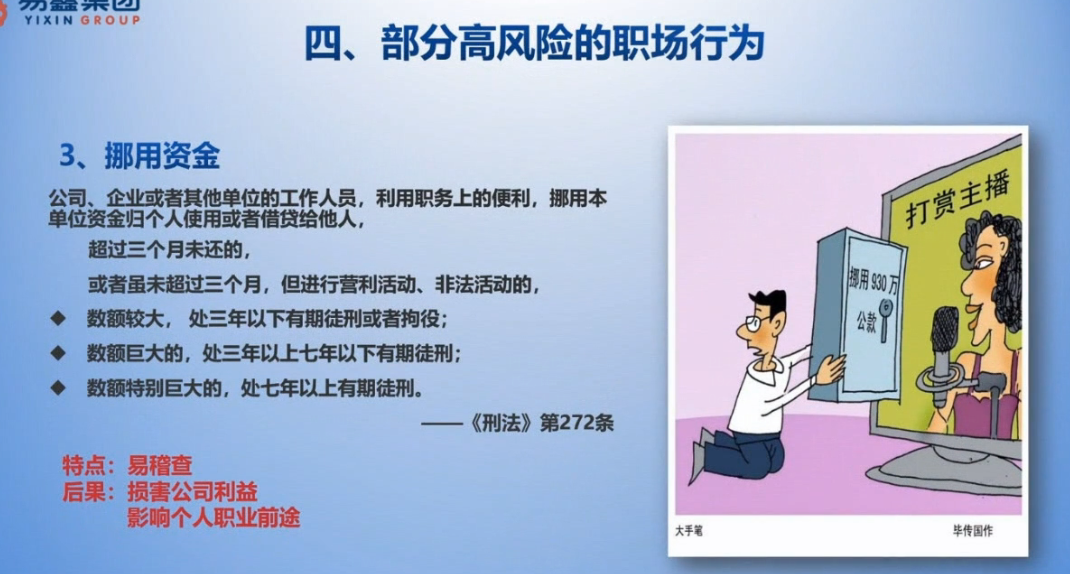 易鑫集团
YIXIN GROUP
四、部分高风险的职场行为
3、挪用资金
公司、企业或者其他单位的工作人员，利用职务上的便利，挪用本
单位资金归个人使用或者借贷给他人，
超过三个月未还的，
或者虽未超过三个月，但进行营利活动、非法活动的，
◆ 数额较大， 处三年以下有期徒刑或者拘役；
◆ 数额巨大的，处三年以上七年以下有期徒刑；
◆ 数额特别巨大的，处七年以上有期徒刑。
——《刑法》第272条
特点：易稽查
后果：损害公司利益
影响个人职业前途
打赏主播
挪用930万
公款
大手笔 毕传国作